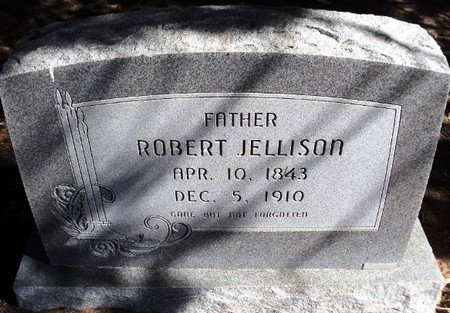 FATHER
ROBERT JELLISON
APR. 10, 1843
DEC. 5, 1910
GONE BUT NOT FORGOTTEN